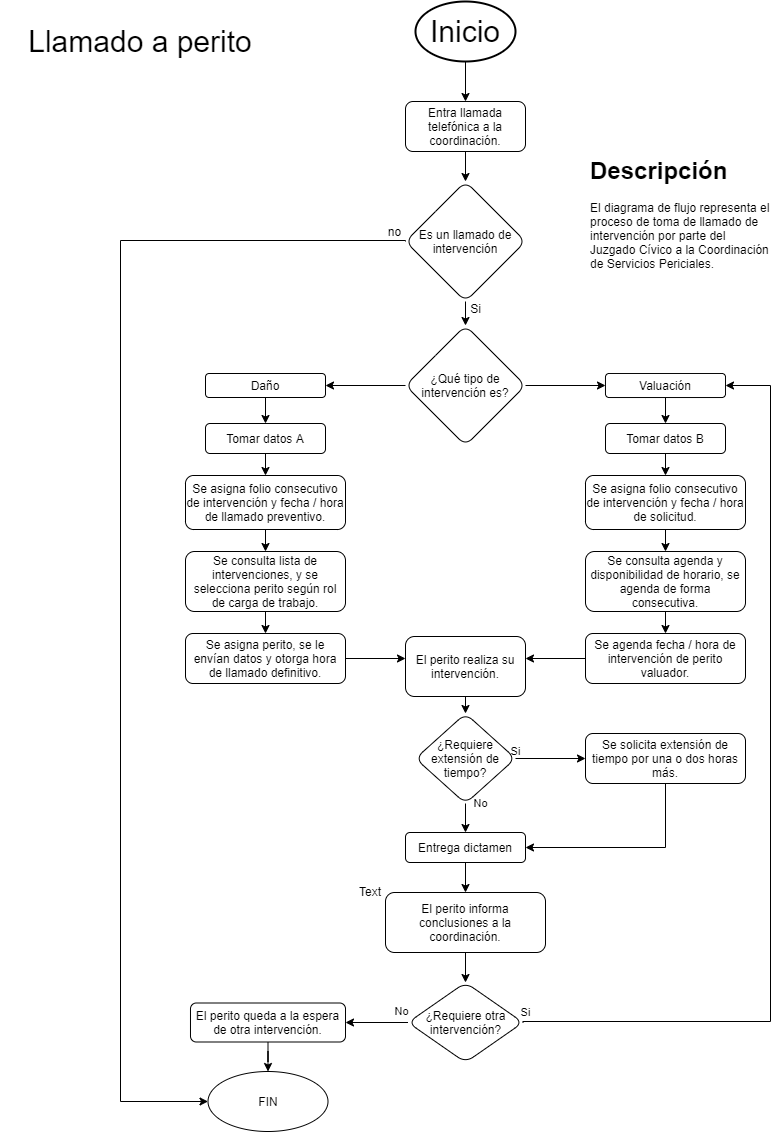 Llamado a perito
Inicio
Entra llamada
telefónica a la
coordinación.
Descripción
El diagrama de flujo representa el
proceso de toma de llamado de
intervención por parte del
Juzgado Cívico a la Coordinación
de Servicios Periciales.
no
Es un llamado de
intervención
Si
¿Qué tipo de
intervención es?
Daño
Valuación
Tomar datos A
Tomar datos B
Se asigna folio consecutivo
de intervención y fecha / hora
de llamado preventivo.
Se asigna folio consecutivo
de intervención y fecha / hora
de solicitud.
Se consulta lista de
intervenciones, y se
selecciona perito según rol
de carga de trabajo.
Se consulta agenda y
disponibilidad de horario, se
agenda de forma
consecutiva.
Se asigna perito, se le
envían datos y otorga hora
de llamado definitivo.
El perito realiza su
intervención.
Se agenda fecha / hora de
intervención de perito
valuador.
¿Requiere
extensión de
tiempo?
Si
Se solicita extensión de
tiempo por una o dos horas
más.
No
Entrega dictamen
Text
El perito informa
conclusiones a la
coordinación.
El perito queda a la espera
de otra intervención.
No
¿Requiere otra
intervención?
Si
FIN